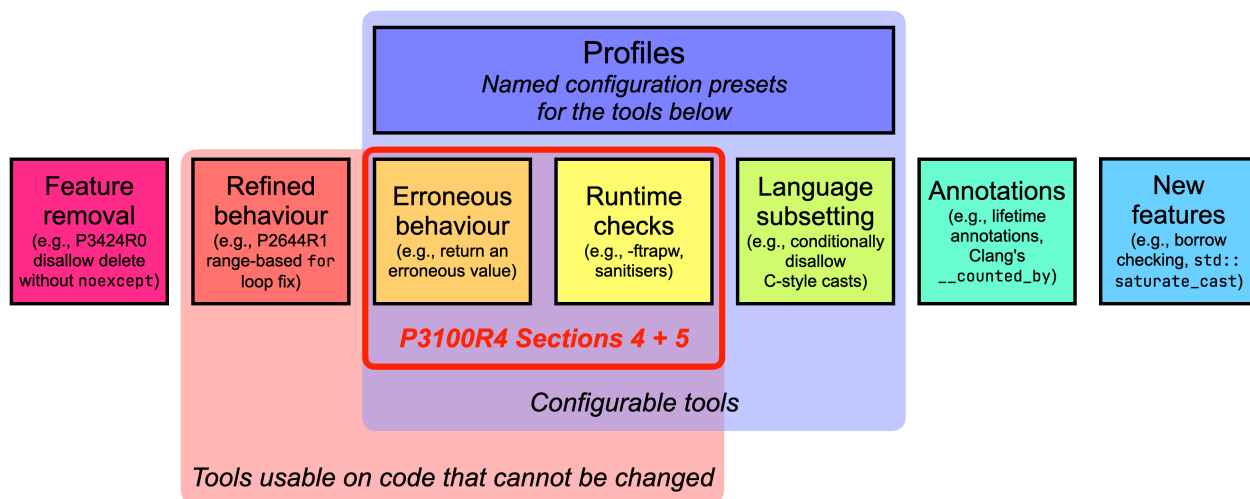 Profiles
Named configuration presets
for the tools below
Feature
removal
(e.g., P3424R0
disallow delete
without noexcept)
Refined
behaviour
(e.g., P2644R1
range-based for
loop fix)
Erroneous
behaviour
(e.g., return an
erroneous value)
Runtime
checks
(e.g., -ftrapw,
sanitisers)
Language
subsetting
(e.g., conditionally
disallow
C-style casts)
Annotations
(e.g., lifetime
annotations,
Clang's
__counted_by)
New
features
(e.g., borrow
checking, std::
saturate_cast)
P3100R4 Sections 4 + 5
Configurable tools
Tools usable on code that cannot be changed